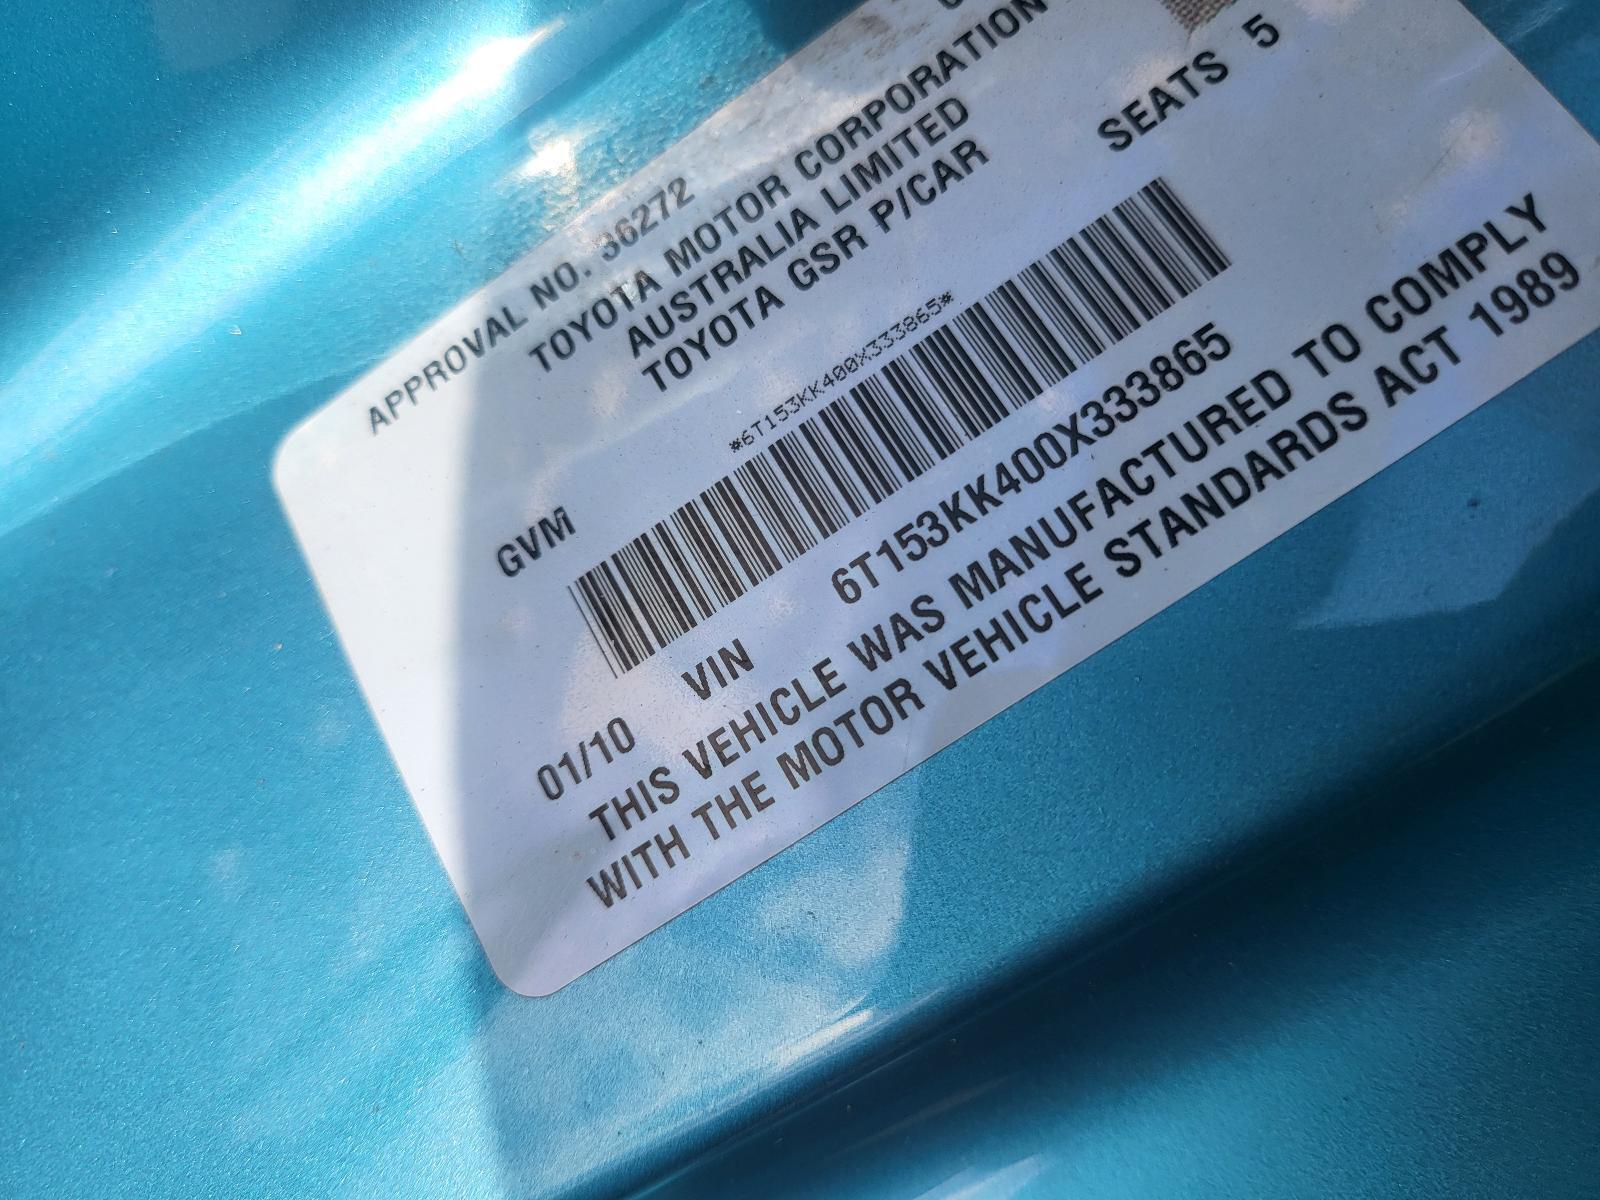 APPROVAL NO. 36272
TOYOTA MOTOR CORPORATION
AUSTRALIA LIMITED
TOYOTA GSR P/CAR
GVM SEATS 5
*6T153KK400X333865*
01/10 VIN 6T153KK400X333865
THIS VEHICLE WAS MANUFACTURED TO COMPLY
WITH THE MOTOR VEHICLE STANDARDS ACT 1989